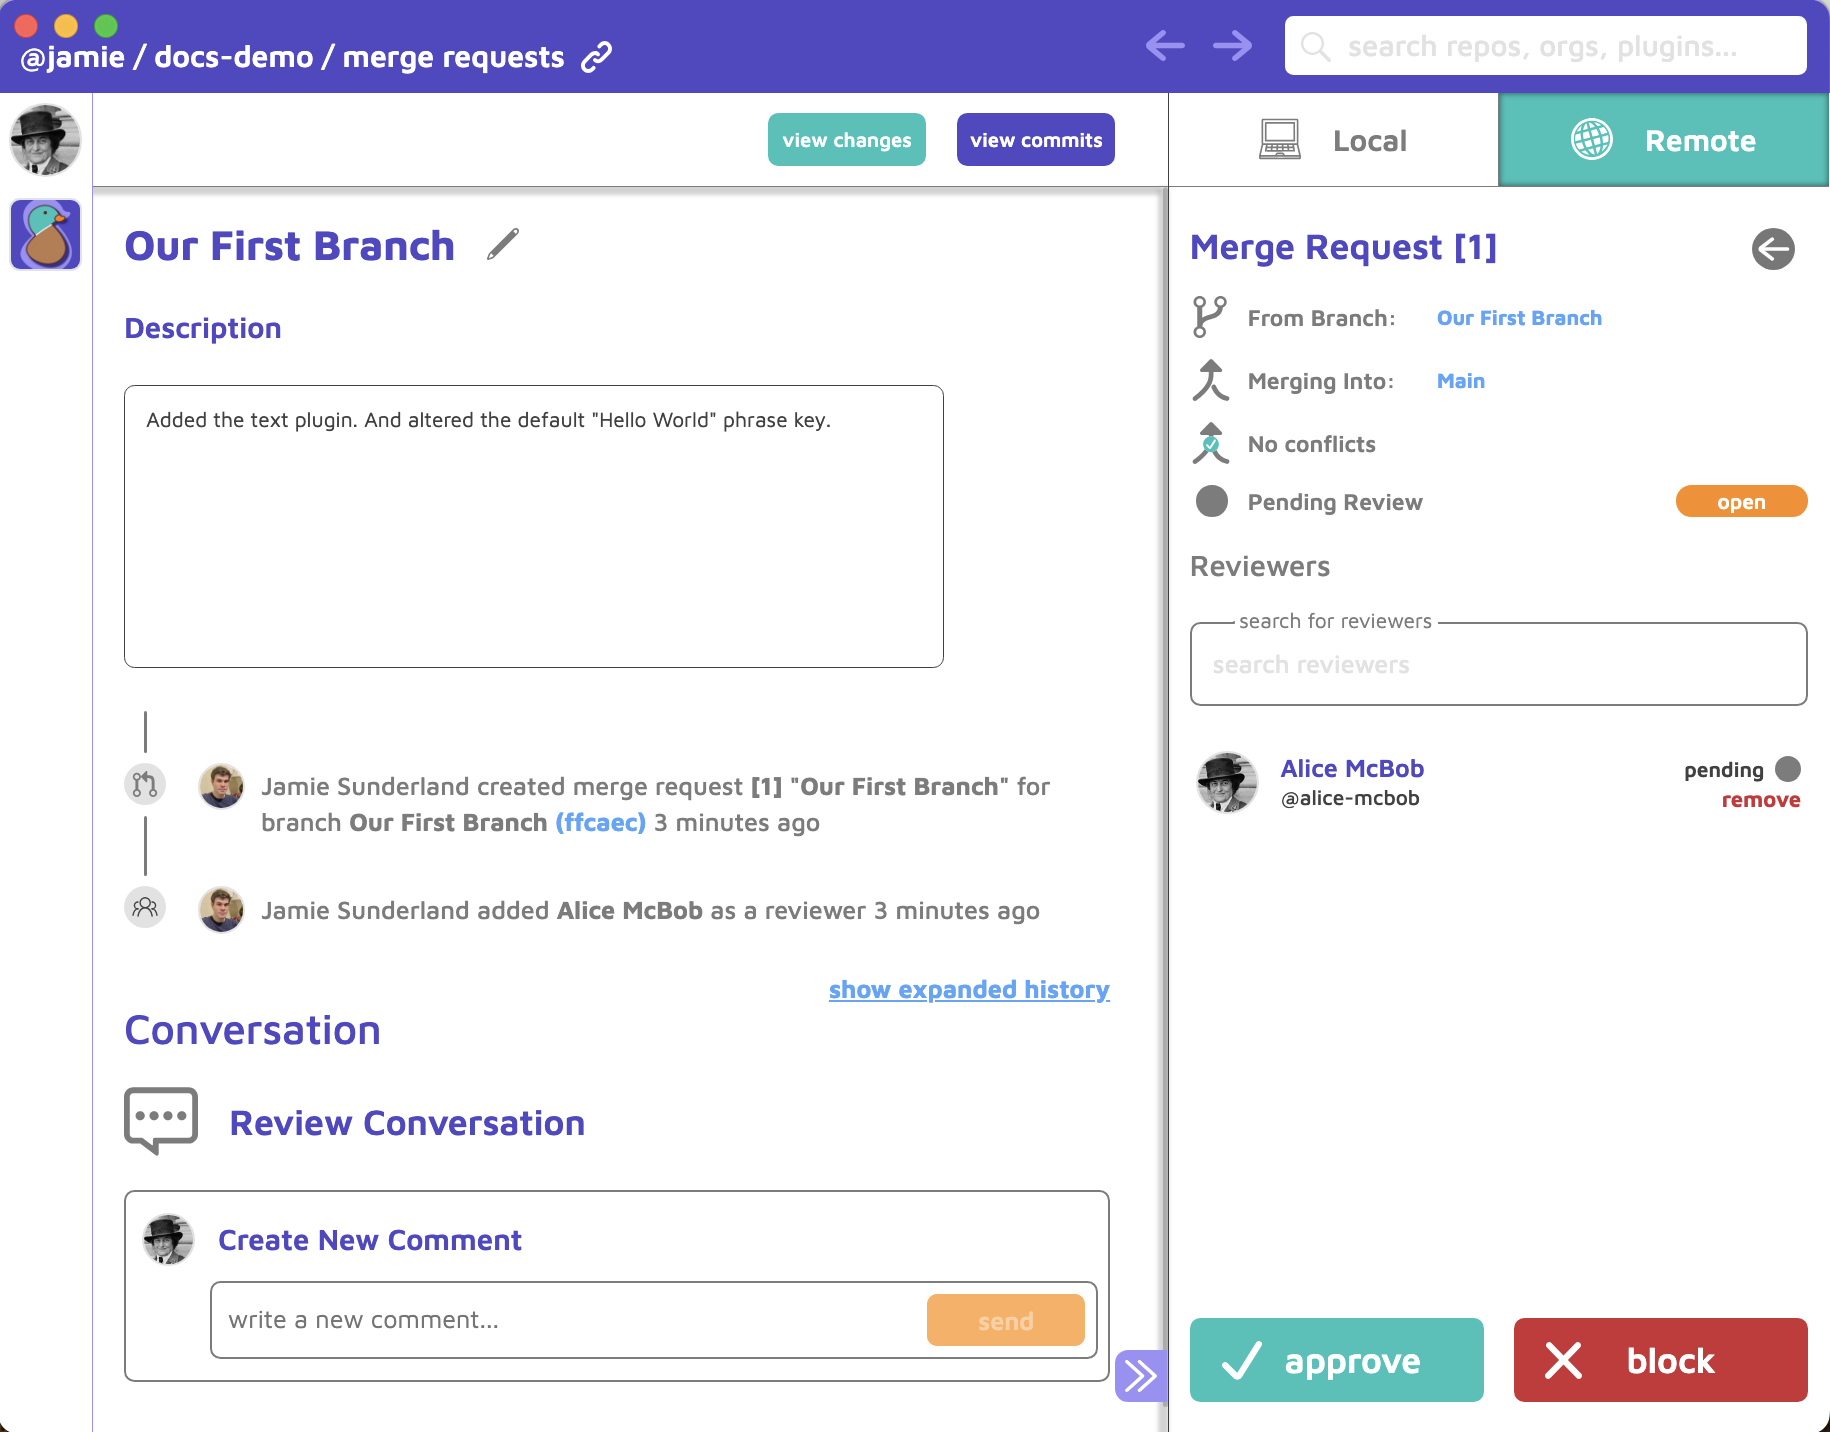 @jamie / docs-demo / merge requests
search repos, orgs, plugins...
view changes
view commits
Local
Remote
Our First Branch
Description
Added the text plugin. And altered the default "Hello World" phrase key.
Jamie Sunderland created merge request [1] "Our First Branch" for
branch Our First Branch (ffcaec) 3 minutes ago
Jamie Sunderland added Alice McBob as a reviewer 3 minutes ago
show expanded history
Conversation
Review Conversation
Create New Comment
write a new comment...
send
Merge Request [1]
From Branch: Our First Branch
Merging Into: Main
No conflicts
Pending Review open
Reviewers
search for reviewers
search reviewers
Alice McBob pending
@alice-mcbob remove
approve
block